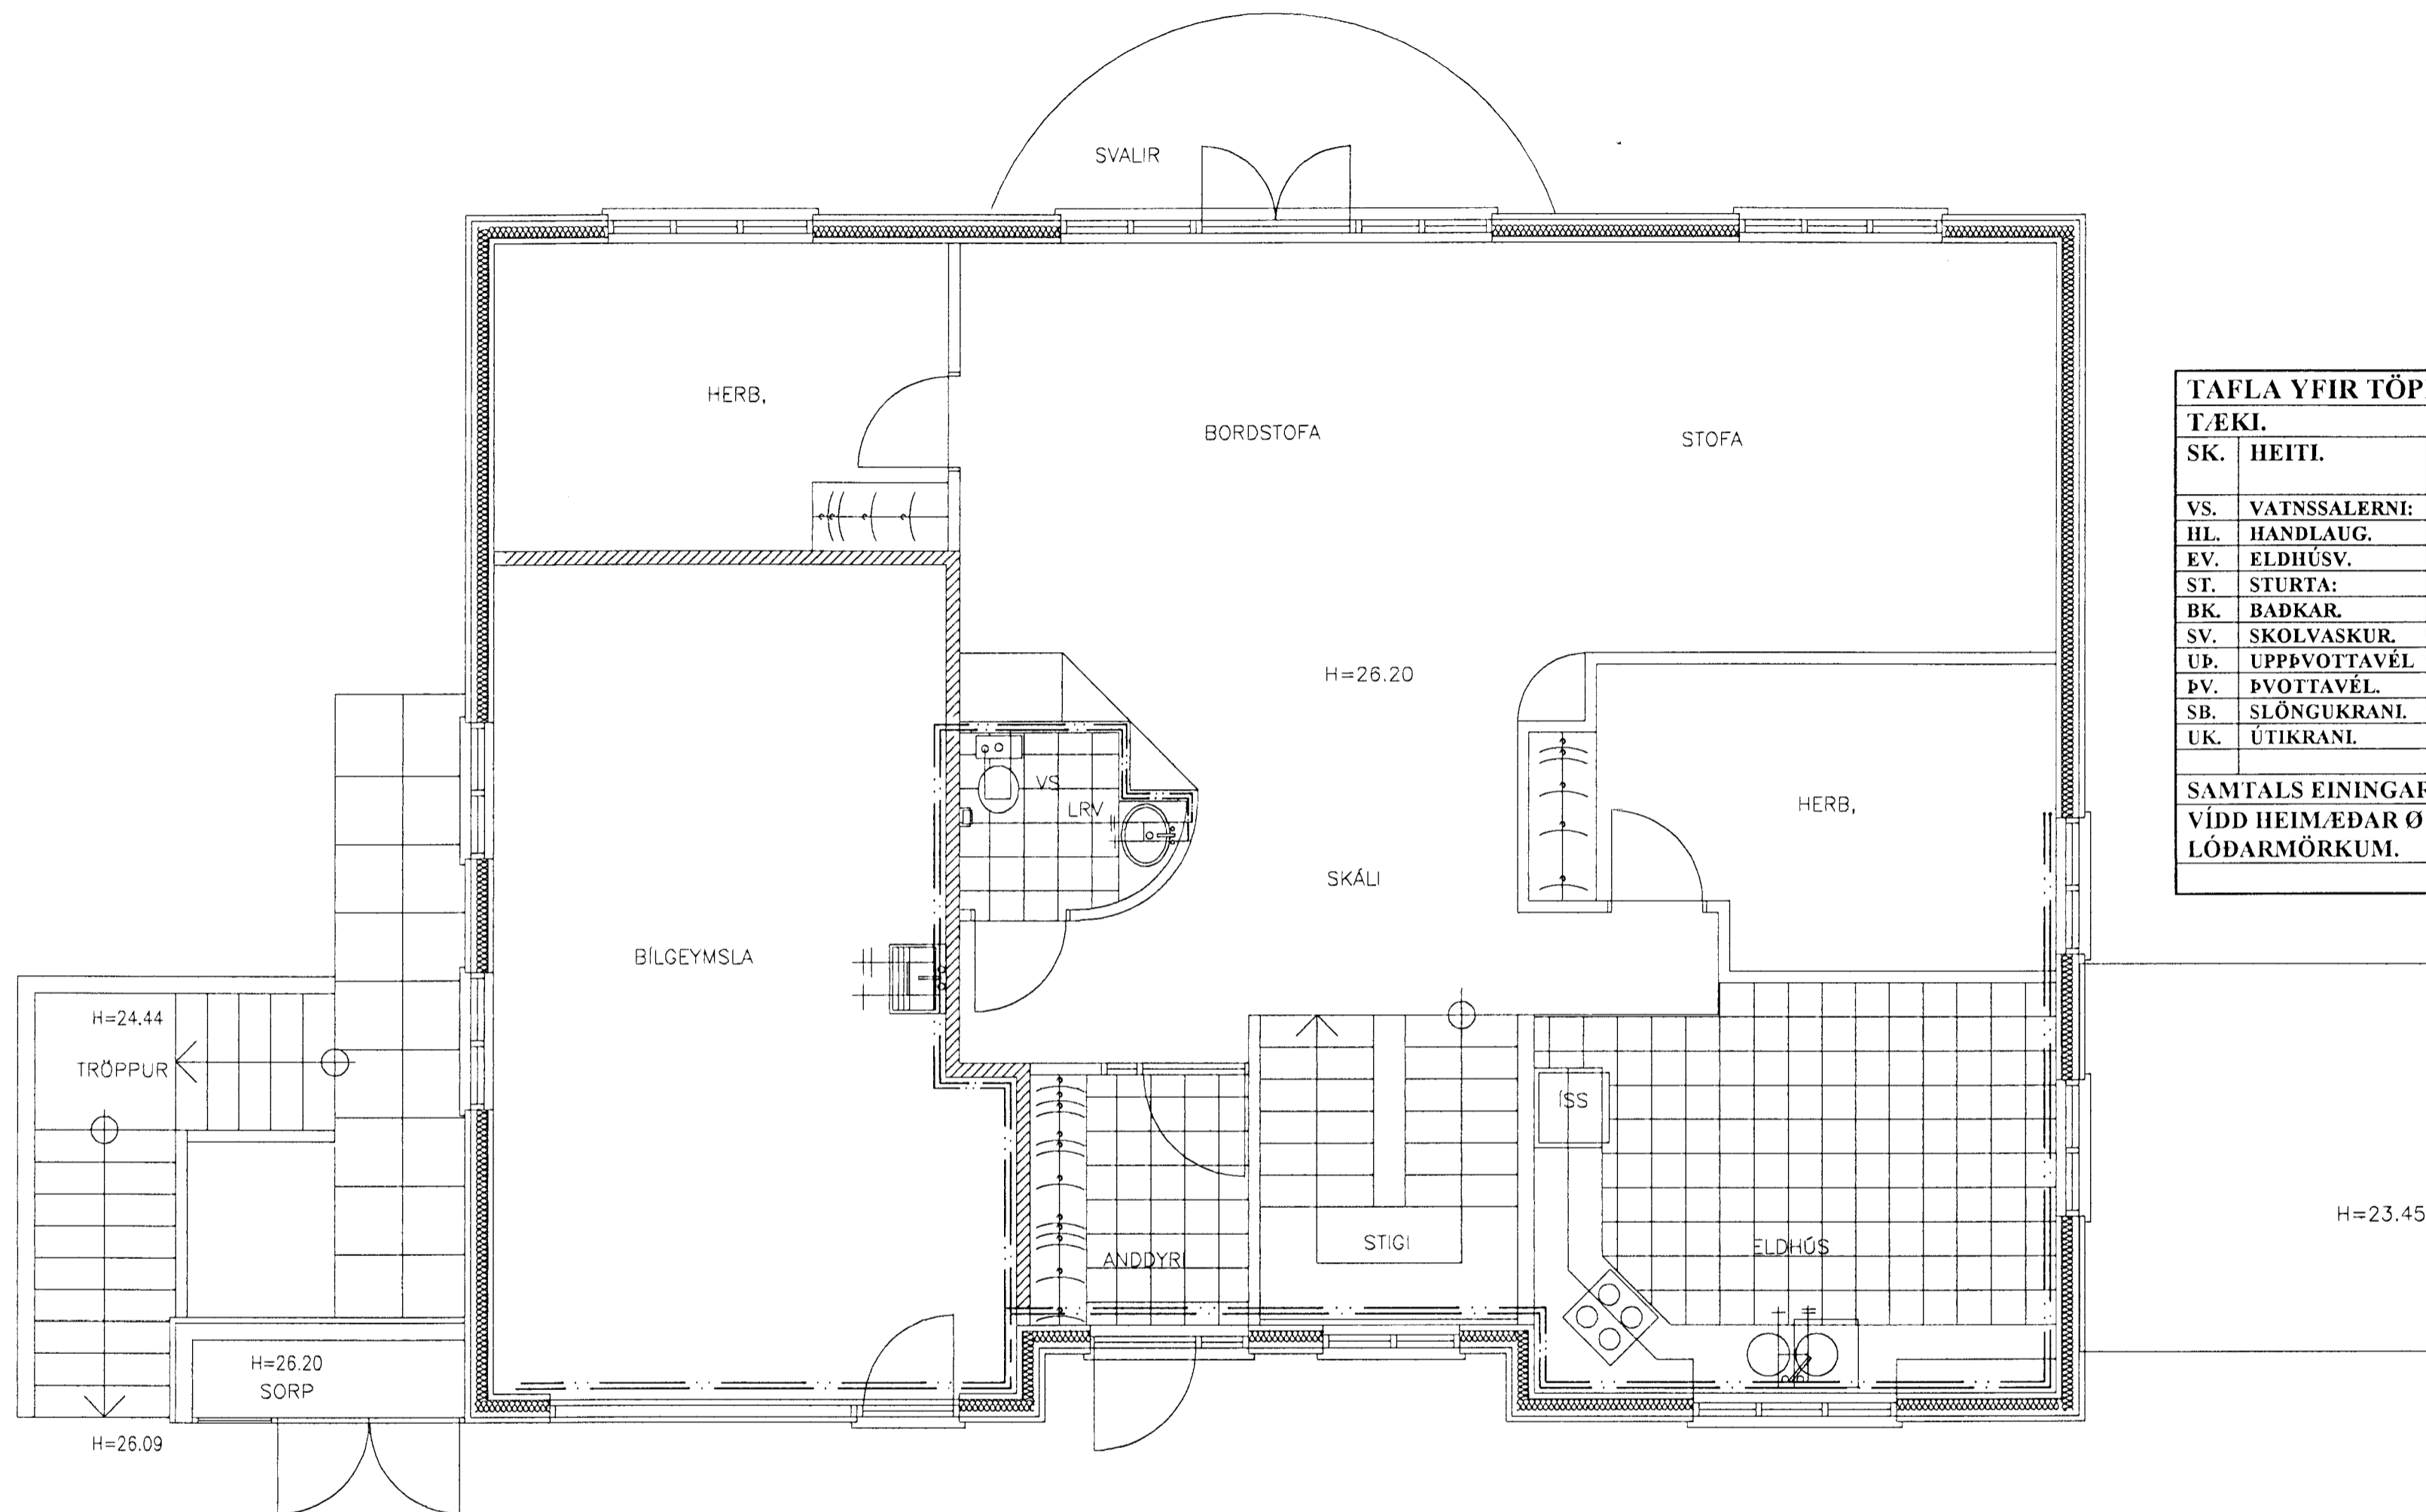 SVALIR
HERB,
BORDSTOFA
STOFA
H=26.20
VS
LRV
HERB,
SKÁLI
BÍLGEYMSLA
H=24.44
TRÖPPUR
ÍSS
STIGI
ANDDYRI
ELDHÚS
H=23.45
H=26.20
SORP
H=26.09
TAFLA YFIR TÖP
TÆKI.
SK. HEITI.
VS. VATNSSALERNI:
HL. HANDLAUG.
EV. ELDHÚSV.
ST. STURTA:
BK. BAÐKAR.
SV. SKOLVASKUR.
UÞ. UPPÞVOTTAVÉL
ÞV. ÞVOTTAVÉL.
SB. SLÖNGUKRANI.
UK. ÚTIKRANI.
SAMTALS EININGAR
VÍDD HEIMÆÐAR Ø
LÓÐARMÖRKUM.